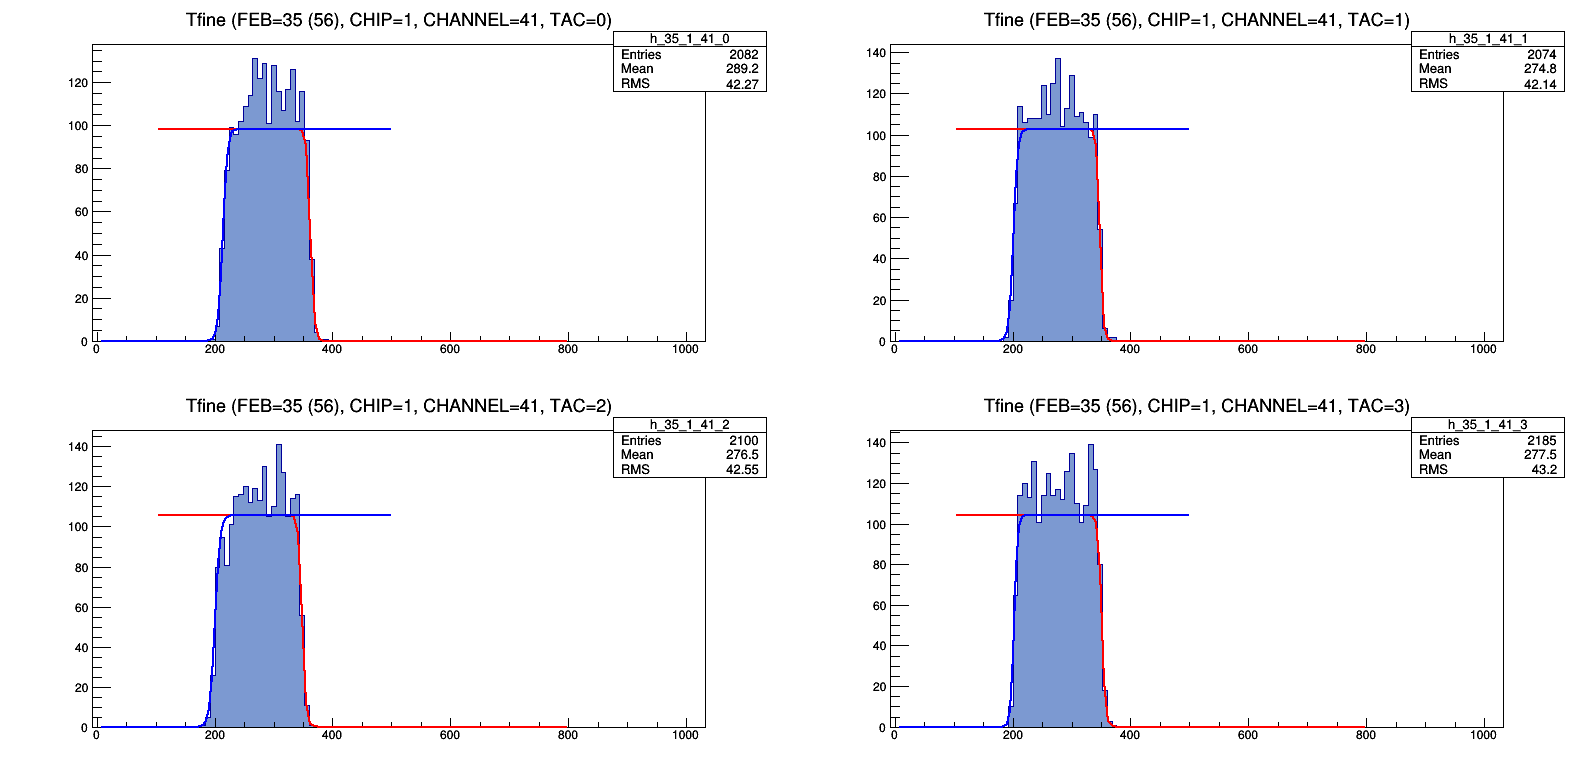 Tfine (FEB=35 (56), CHIP=1, CHANNEL=41, TAC=0)
h_35_1_41_0
Entries 2082
Mean 289.2
RMS 42.27
120
100
80
60
40
20
0
0 200 400 600 800 1000
Tfine (FEB=35 (56), CHIP=1, CHANNEL=41, TAC=1)
h_35_1_41_1
Entries 2074
Mean 274.8
RMS 42.14
140
120
100
80
60
40
20
0
0 200 400 600 800 1000
Tfine (FEB=35 (56), CHIP=1, CHANNEL=41, TAC=2)
h_35_1_41_2
Entries 2100
Mean 276.5
RMS 42.55
140
120
100
80
60
40
20
0
0 200 400 600 800 1000
Tfine (FEB=35 (56), CHIP=1, CHANNEL=41, TAC=3)
h_35_1_41_3
Entries 2185
Mean 277.5
RMS 43.2
140
120
100
80
60
40
20
0
0 200 400 600 800 1000